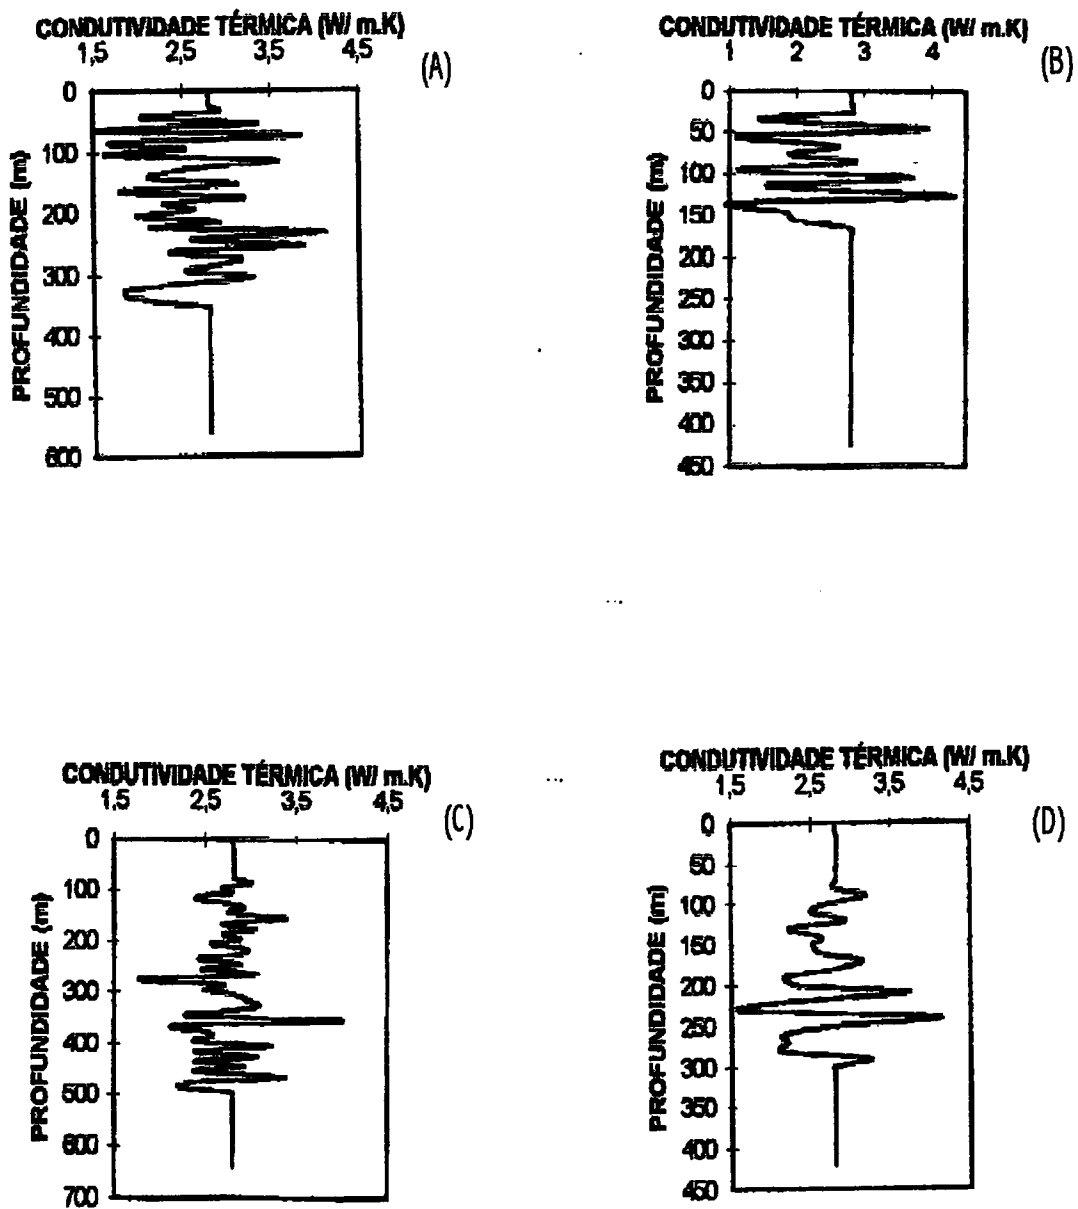 CONDUTIVIDADE TÉRMICA (W/ m.K)
1,5 2,5 3,5 4,5
(A)
0
100
200
300
400
500
600
PROFUNDIDADE (m)
CONDUTIVIDADE TÉRMICA (W/ m.K)
1 2 3 4
(B)
0
50
100
150
200
250
300
350
400
450
PROFUNDIDADE (m)
CONDUTIVIDADE TÉRMICA (W/ m.K)
1,5 2,5 3,5 4,5
(C)
0
100
200
300
400
500
600
700
PROFUNDIDADE (m)
CONDUTIVIDADE TÉRMICA (W/ m.K)
1,5 2,5 3,5 4,5
(D)
0
50
100
150
200
250
300
350
400
450
PROFUNDIDADE (m)